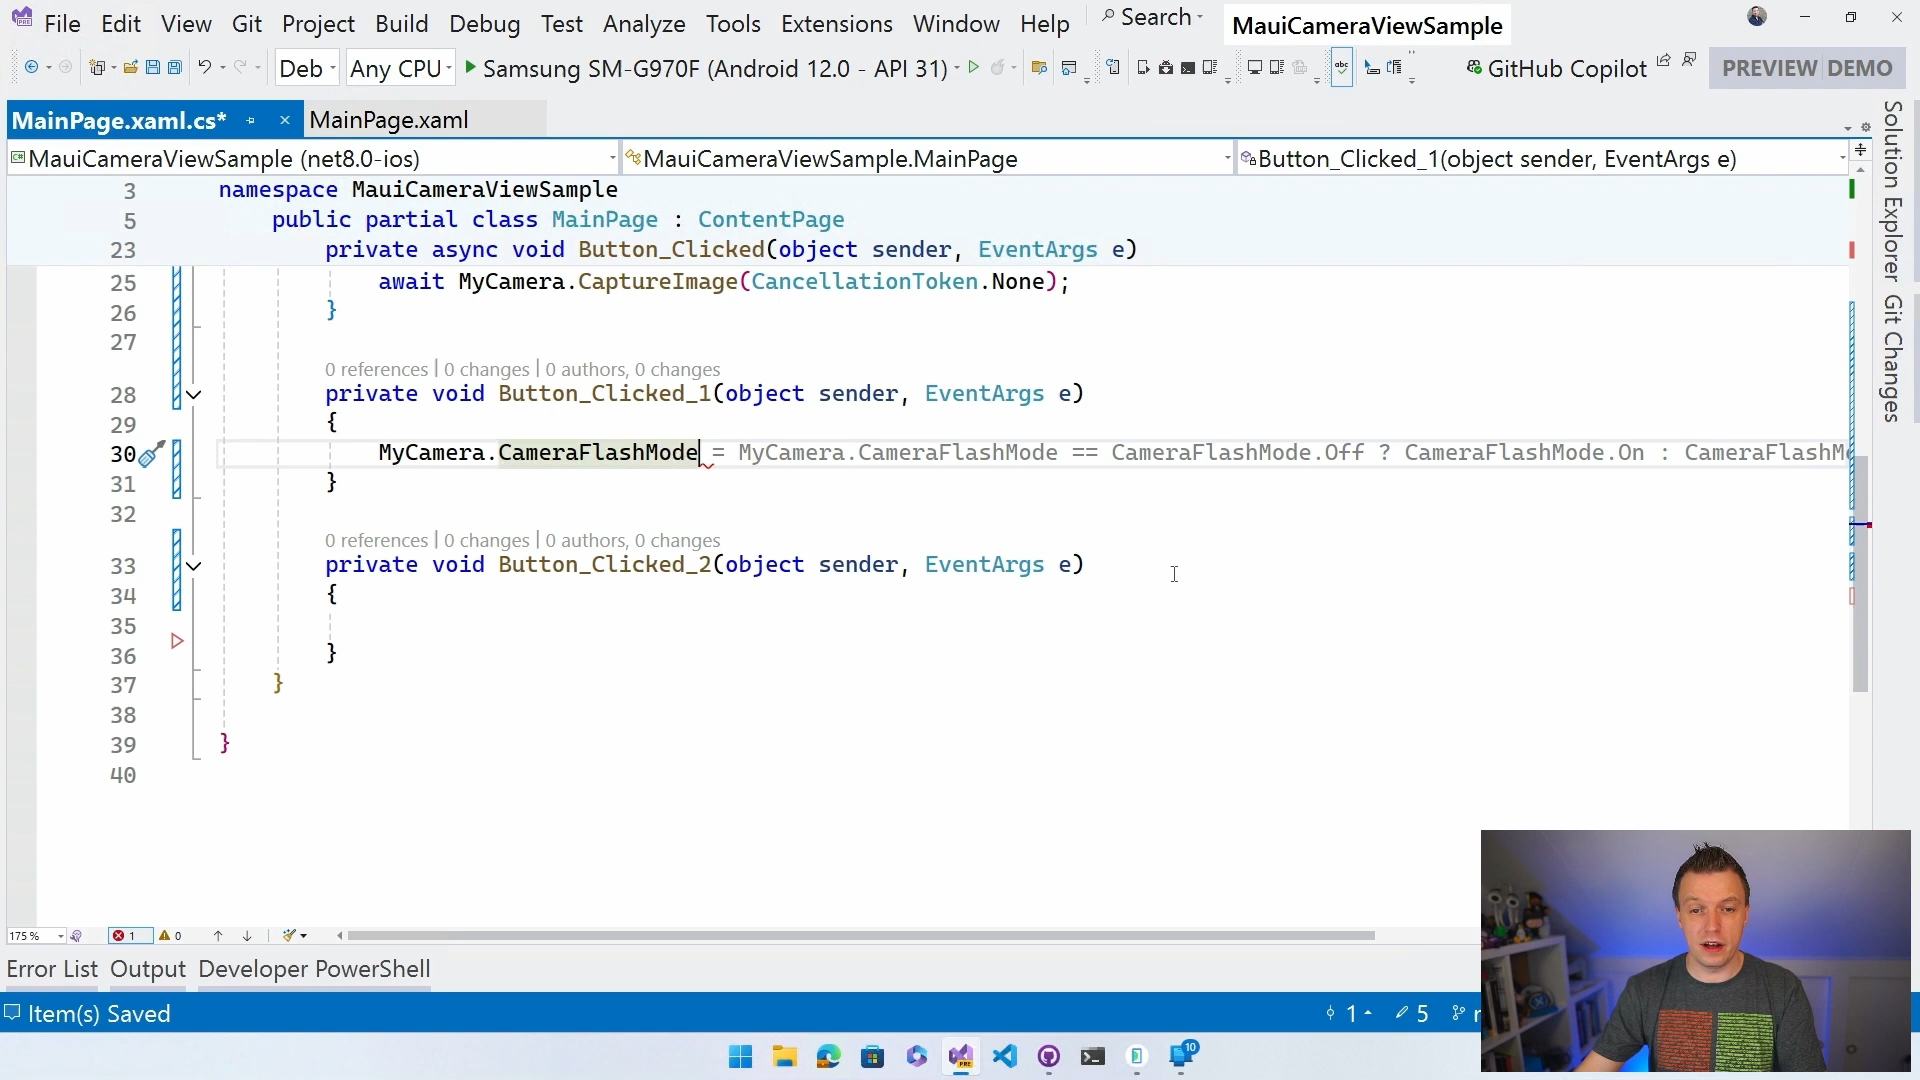 File Edit View Git Project Build Debug Test Analyze Tools Extensions Window Help Search MauiCameraViewSample
Deb Any CPU Samsung SM-G970F (Android 12.0 - API 31) GitHub Copilot PREVIEW DEMO
MainPage.xaml.cs* MainPage.xaml
MauiCameraViewSample (net8.0-ios) MauiCameraViewSample.MainPage Button_Clicked_1(object sender, EventArgs e)
3 namespace MauiCameraViewSample
5 public partial class MainPage : ContentPage
23 private async void Button_Clicked(object sender, EventArgs e)
25 await MyCamera.CaptureImage(CancellationToken.None);
26 }
27
0 references | 0 changes | 0 authors, 0 changes
28 private void Button_Clicked_1(object sender, EventArgs e)
29 {
30 MyCamera.CameraFlashMode = MyCamera.CameraFlashMode == CameraFlashMode.Off ? CameraFlashMode.On : CameraFlashM
31 }
32
0 references | 0 changes | 0 authors, 0 changes
33 private void Button_Clicked_2(object sender, EventArgs e)
34 {
35
36 }
37 }
38
39 }
40
Solution Explorer
Git Changes
175 % 1 0
Error List Output Developer PowerShell
Item(s) Saved 1 5
10